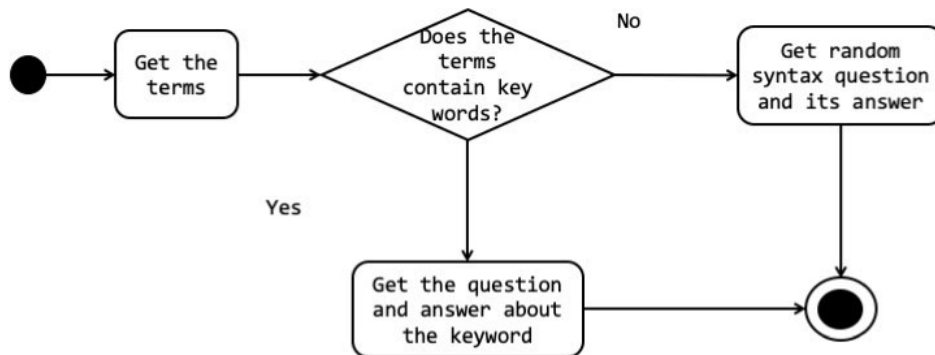 Get the
terms
Does the
terms
contain key
words?
No
Get random
syntax question
and its answer
Yes
Get the question
and answer about
the keyword